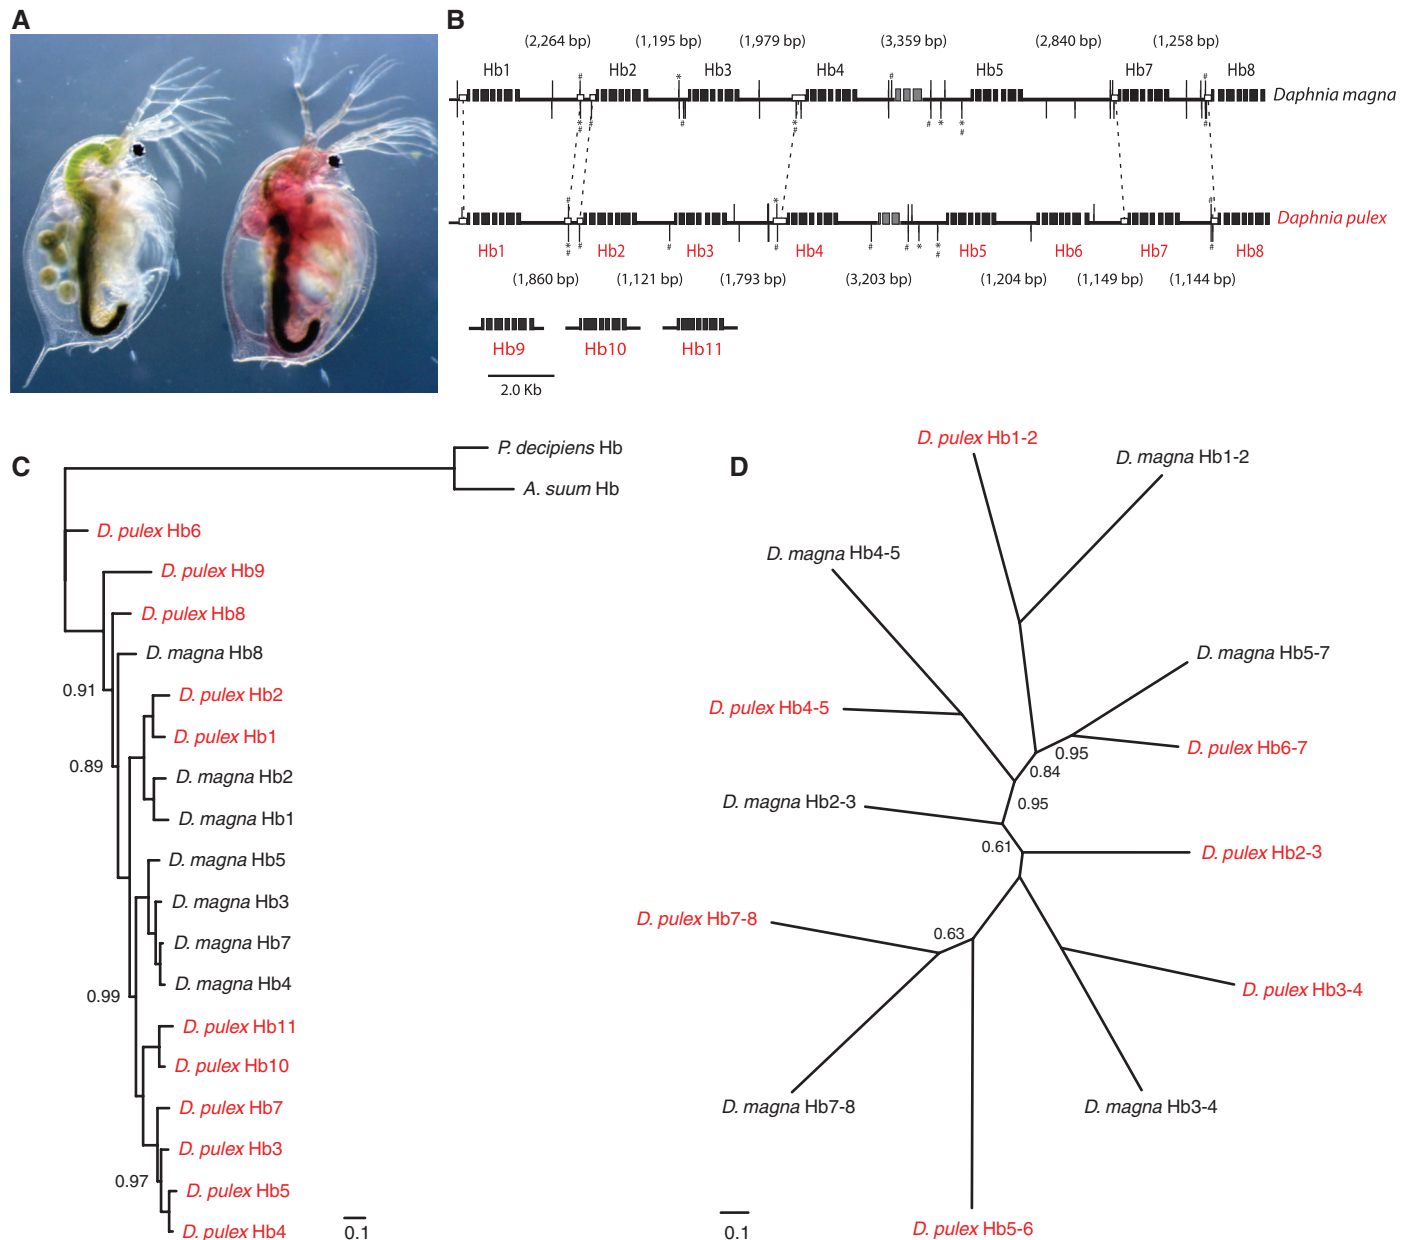 A
B
(2,264 bp) (1,195 bp) (1,979 bp) (3,359 bp) (2,840 bp) (1,258 bp)
Hb1 Hb2 Hb3 Hb4 Hb5 Hb7 Hb8
# * # #
Daphnia magna
* # # # * # # * * # #
# * #
Daphnia pulex
* # # # # # # * * # #
Hb1 Hb2 Hb3 Hb4 Hb5 Hb6 Hb7 Hb8
(1,860 bp) (1,121 bp) (1,793 bp) (3,203 bp) (1,204 bp) (1,149 bp) (1,144 bp)
Hb9 Hb10 Hb11
2.0 Kb
C
P. decipiens Hb
A. suum Hb
D. pulex Hb6
D. pulex Hb9
D. pulex Hb8
D. magna Hb8
0.91
D. pulex Hb2
D. pulex Hb1
0.89
D. magna Hb2
D. magna Hb1
D. magna Hb5
D. magna Hb3
D. magna Hb7
D. magna Hb4
0.99
D. pulex Hb11
D. pulex Hb10
D. pulex Hb7
D. pulex Hb3
0.97
D. pulex Hb5
D. pulex Hb4
0.1
D
D. pulex Hb1-2
D. magna Hb1-2
D. magna Hb4-5
D. magna Hb5-7
D. pulex Hb4-5
D. pulex Hb6-7
0.95
0.84
0.95
D. magna Hb2-3
0.61
D. pulex Hb2-3
D. pulex Hb7-8
0.63
D. pulex Hb3-4
D. magna Hb7-8
D. magna Hb3-4
D. pulex Hb5-6
0.1